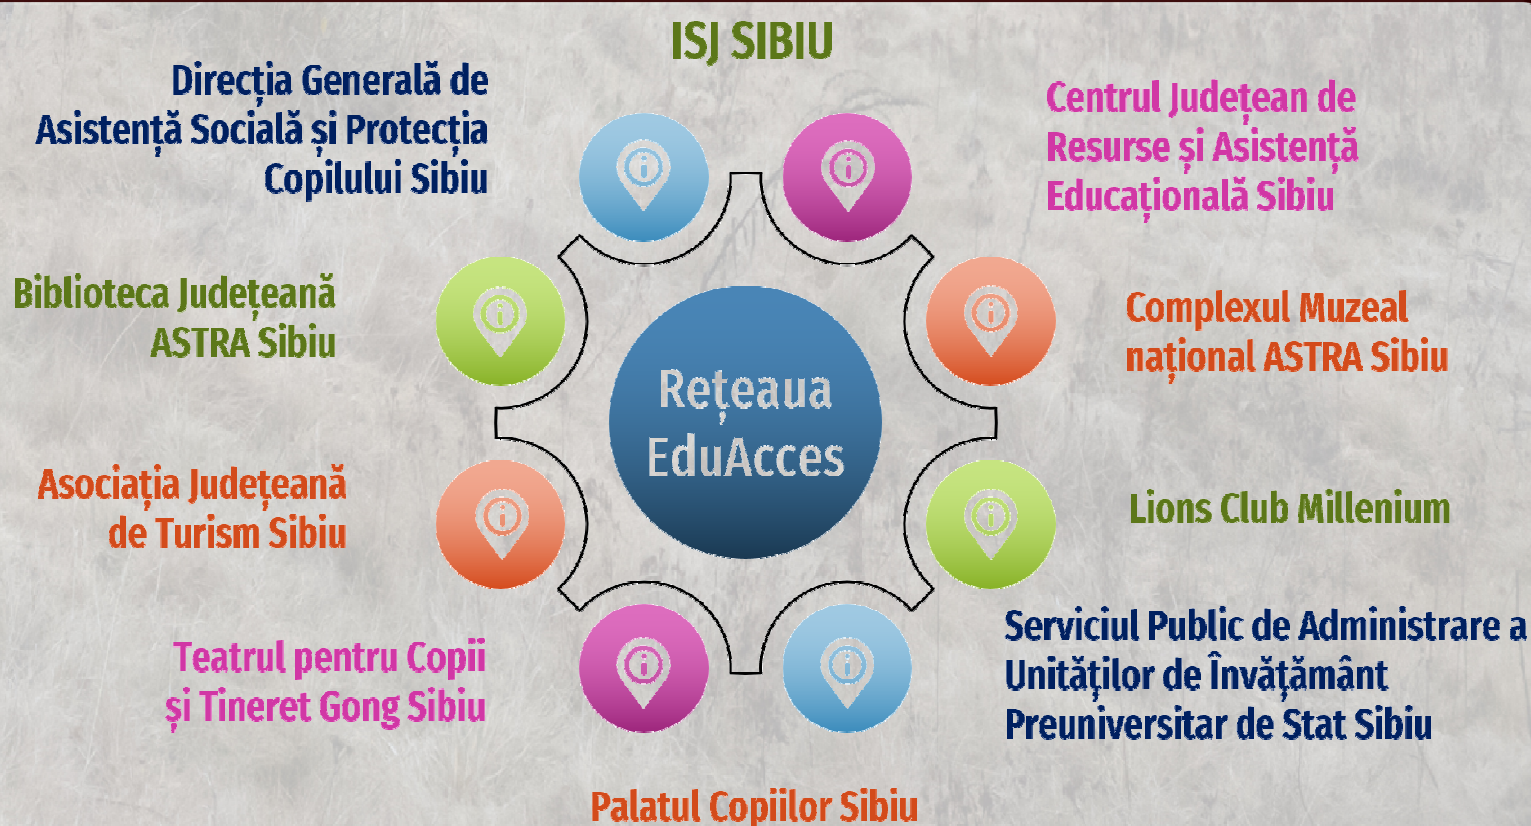 ISJ SIBIU
Direcția Generală de
Asistență Socială și Protecția
Copilului Sibiu
Centrul Județean de
Resurse și Asistență
Educațională Sibiu
Biblioteca Județeană
ASTRA Sibiu
Complexul Muzeal
național ASTRA Sibiu
Rețeaua
EduAcces
Asociația Județeană
de Turism Sibiu
Lions Club Millenium
Teatrul pentru Copii
și Tineret Gong Sibiu
Serviciul Public de Administrare a
Unităților de Învățământ
Preuniversitar de Stat Sibiu
Palatul Copiilor Sibiu